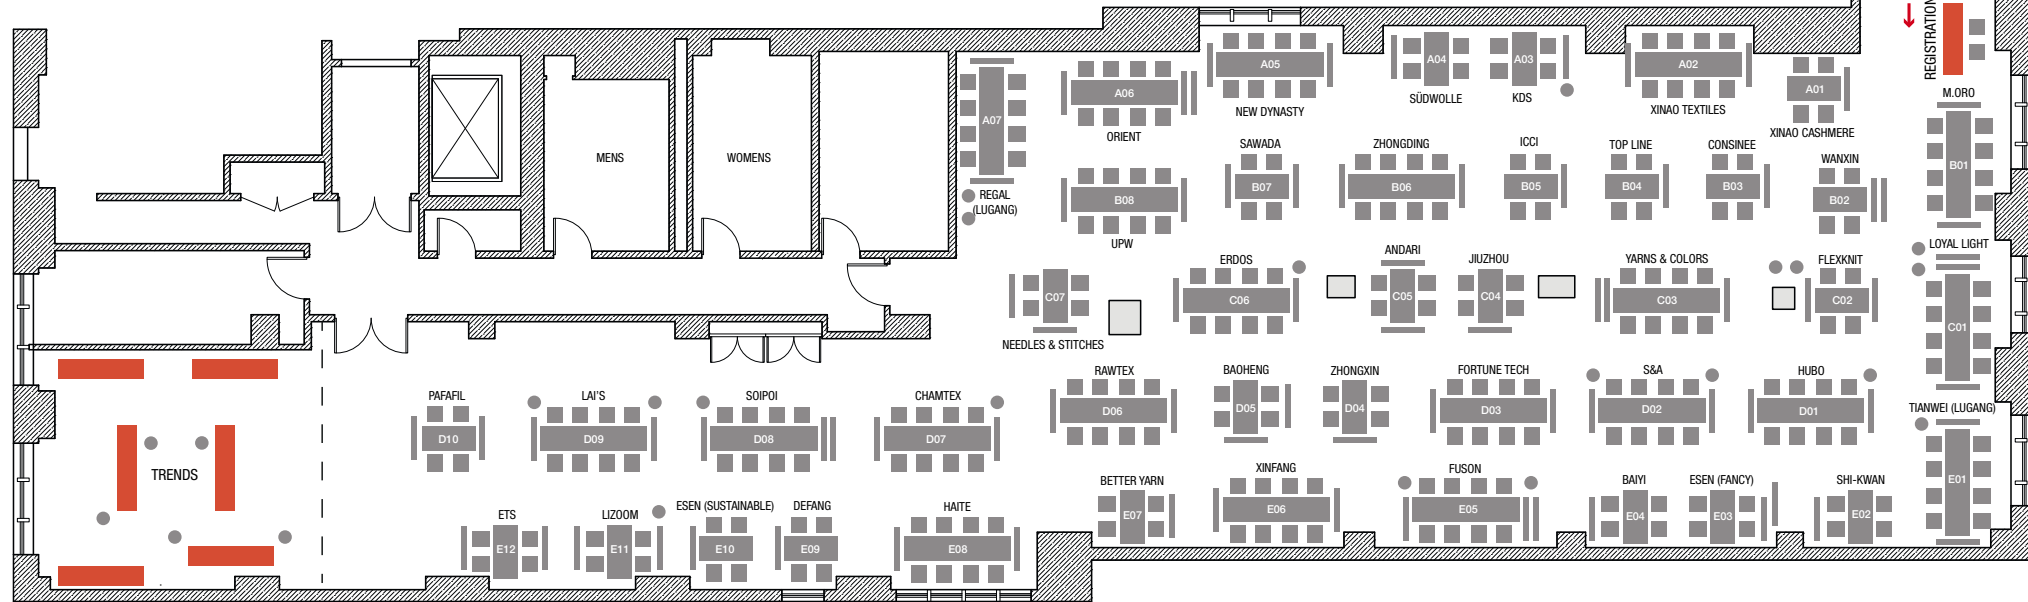 REGISTRATION
A05
NEW DYNASTY
A04
SÜDWOLLE
A03
KDS
A02
XINAO TEXTILES
A01
XINAO CASHMERE
M.ORO
B01
A07
REGAL
(LUGANG)
A06
ORIENT
MENS
WOMENS
SAWADA
B07
ZHONGDING
B06
ICCI
B05
TOP LINE
B04
CONSINEE
B03
WANXIN
B02
B08
UPW
LOYAL LIGHT
C01
C07
NEEDLES & STITCHES
ERDOS
C06
ANDARI
C05
JIUZHOU
C04
YARNS & COLORS
C03
FLEXKNIT
C02
RAWTEX
D06
BAOHENG
D05
ZHONGXIN
D04
FORTUNE TECH
D03
S&A
D02
HUBO
D01
TIANWEI (LUGANG)
E01
PAFAFIL
D10
LAI'S
D09
SOIPOI
D08
CHAMTEX
D07
TRENDS
BETTER YARN
E07
XINFANG
E06
FUSON
E05
BAIYI
E04
ESEN (FANCY)
E03
SHI-KWAN
E02
ETS
E12
LIZOOM
E11
ESEN (SUSTAINABLE)
E10
DEFANG
E09
HAITE
E08